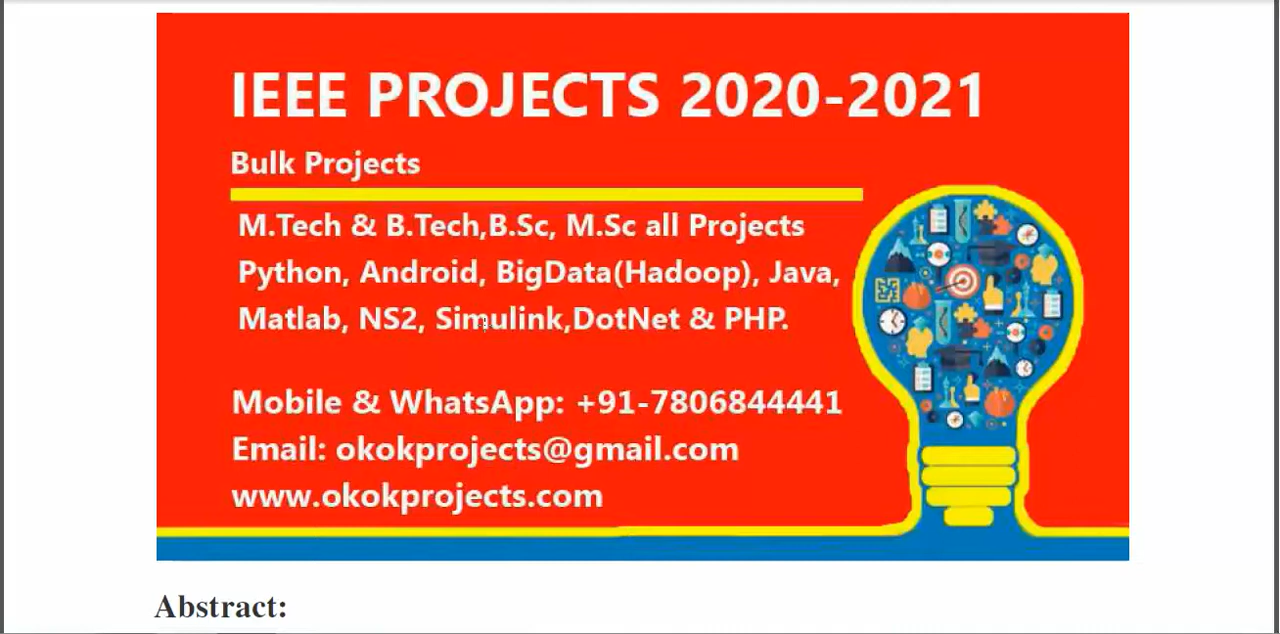 IEEE PROJECTS 2020-2021
Bulk Projects
M.Tech & B.Tech,B.Sc, M.Sc all Projects
Python, Android, BigData(Hadoop), Java,
Matlab, NS2, Simulink,DotNet & PHP.
Mobile & WhatsApp: +91-7806844441
Email: okokprojects@gmail.com
www.okokprojects.com
Abstract: